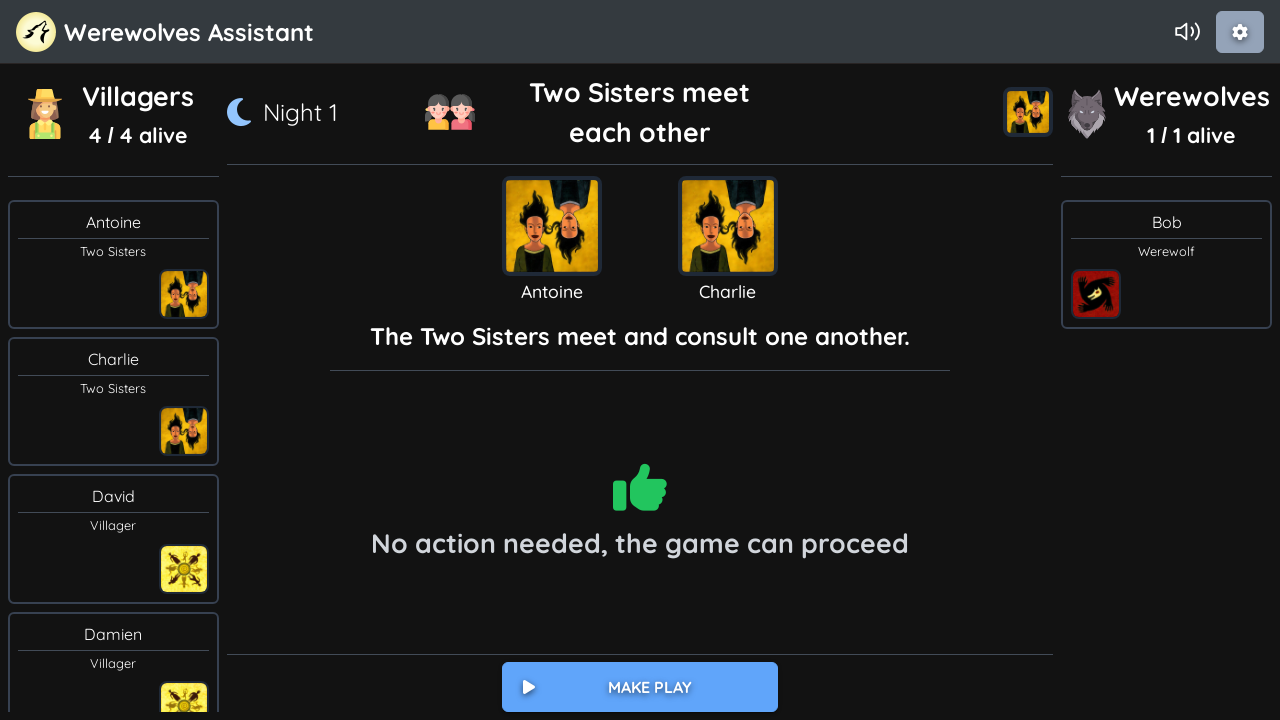 Werewolves Assistant
Villagers
4 / 4 alive
Night 1
Two Sisters meet
each other
Werewolves
1 / 1 alive
Antoine
Two Sisters
Charlie
Two Sisters
David
Villager
Damien
Villager
Antoine
Charlie
The Two Sisters meet and consult one another.
No action needed, the game can proceed
MAKE PLAY
Bob
Werewolf